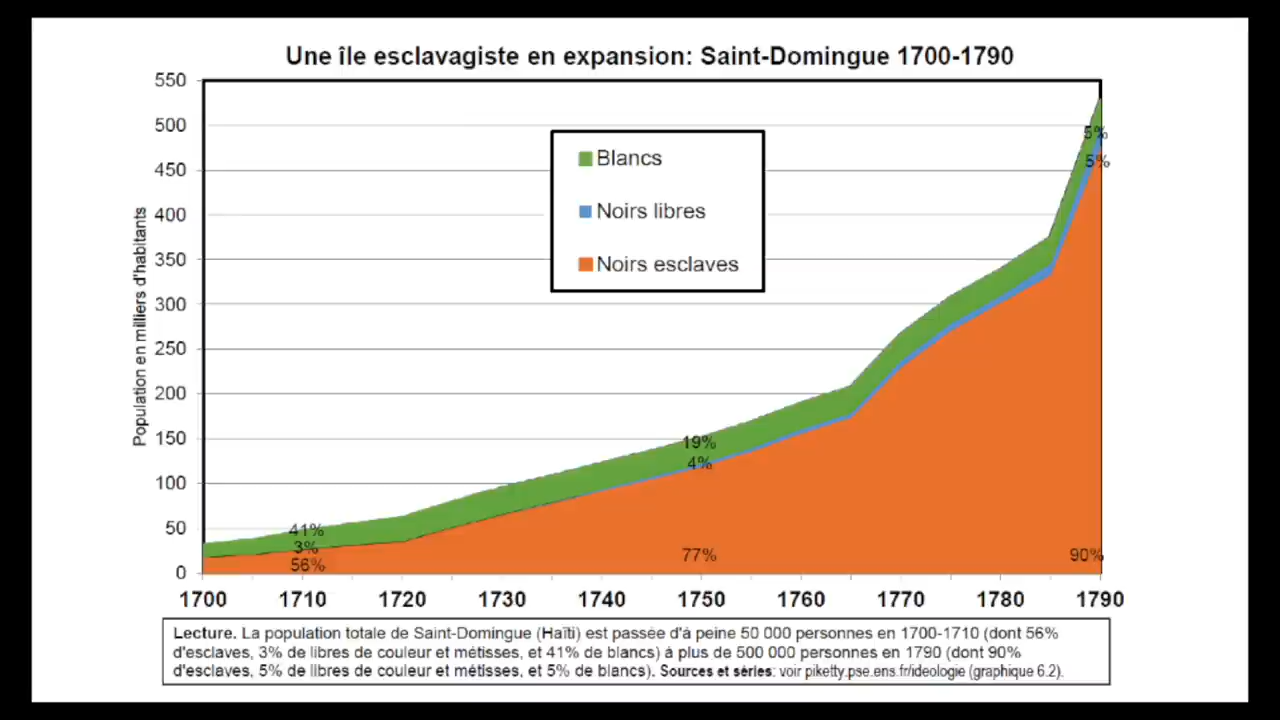 Une île esclavagiste en expansion: Saint-Domingue 1700-1790
550
500
450
400
350
300
250
200
150
100
50
0
Population en milliers d'habitants
Blancs
Noirs libres
Noirs esclaves
5%
5%
90%
19%
4%
77%
41%
3%
56%
1700 1710 1720 1730 1740 1750 1760 1770 1780 1790
Lecture. La population totale de Saint-Domingue (Haïti) est passée d'à peine 50 000 personnes en 1700-1710 (dont 56%
d'esclaves, 3% de libres de couleur et métisses, et 41% de blancs) à plus de 500 000 personnes en 1790 (dont 90%
d'esclaves, 5% de libres de couleur et métisses, et 5% de blancs). Sources et séries: voir piketty.pse.ens.fr/ideologie (graphique 6.2).